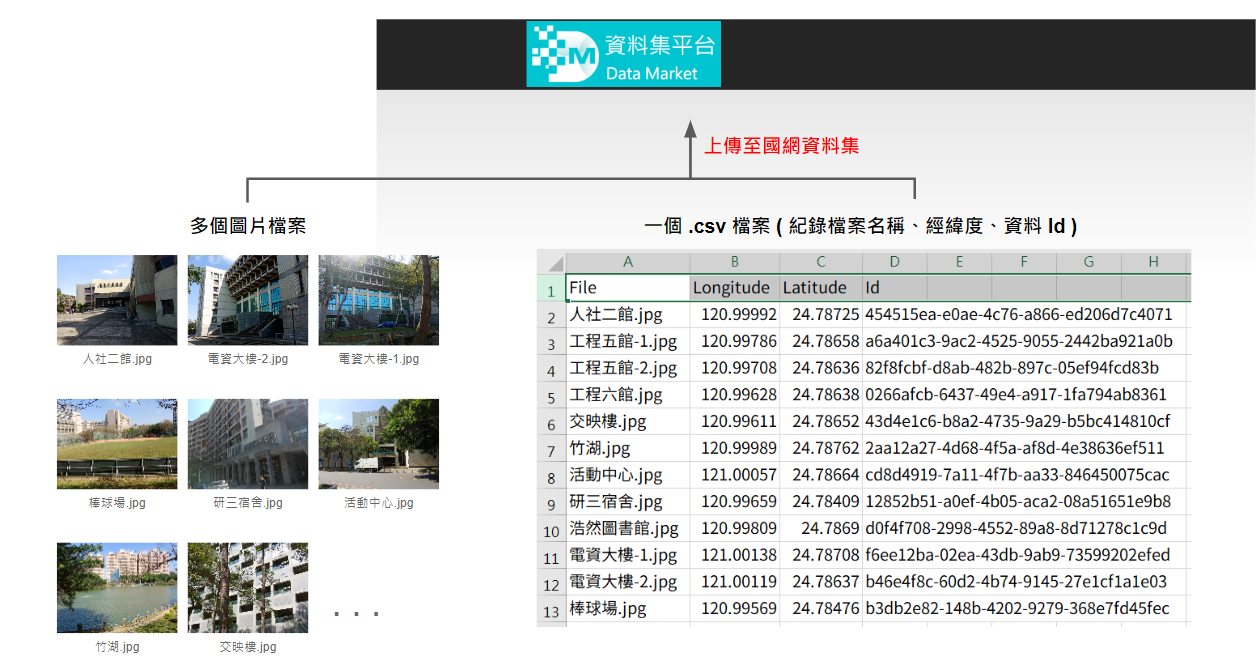 M
資料集平台
Data Market
上傳至國網資料集
多個圖片檔案
人社二館.jpg
電資大樓-2.jpg
電資大樓-1.jpg
棒球場.jpg
研三宿舍.jpg
活動中心.jpg
竹湖.jpg
交映樓.jpg
. . .
一個 .csv 檔案 ( 紀錄檔案名稱、經緯度、資料 Id )
A B C D E F G H
1 File Longitude Latitude Id
2 人社二館.jpg 120.99992 24.78725 454515ea-e0ae-4c76-a866-ed206d7c4071
3 工程五館-1.jpg 120.99786 24.78658 a6a401c3-9ac2-4525-9055-2442ba921a0b
4 工程五館-2.jpg 120.99708 24.78636 82f8fcbf-d8ab-482b-897c-05ef94fcd83b
5 工程六館.jpg 120.99628 24.78638 0266afcb-6437-49e4-a917-1fa794ab8361
6 交映樓.jpg 120.99611 24.78652 43d4e1c6-b8a2-4735-9a29-b5bc414810cf
7 竹湖.jpg 120.99989 24.78762 2aa12a27-4d68-4f5a-af8d-4e38636ef511
8 活動中心.jpg 121.00057 24.78664 cd8d4919-7a11-4f7b-aa33-846450075cac
9 研三宿舍.jpg 120.99659 24.78409 12852b51-a0ef-4b05-aca2-08a51651e9b8
10 浩然圖書館.jpg 120.99809 24.7869 d0f4f708-2998-4552-89a8-8d71278c1c9d
11 電資大樓-1.jpg 121.00138 24.78708 f6ee12ba-02ea-43db-9ab9-73599202efed
12 電資大樓-2.jpg 121.00119 24.78637 b46e4f8c-60d2-4b74-9145-27e1cf1a1e03
13 棒球場.jpg 120.99569 24.78476 b3db2e82-148b-4202-9279-368e7fd45fec